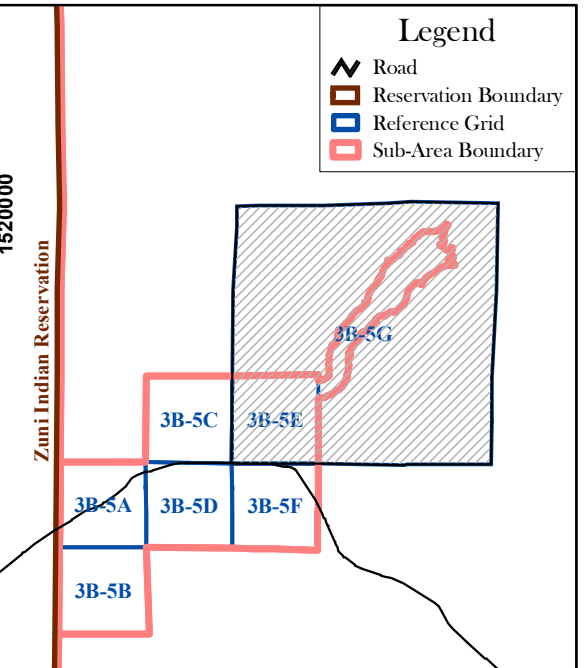 Legend
Road
Reservation Boundary
Reference Grid
Sub-Area Boundary
1520000
Zuni Indian Reservation
3B-5G
3B-5C
3B-5E
3B-5A
3B-5D
3B-5F
3B-5B